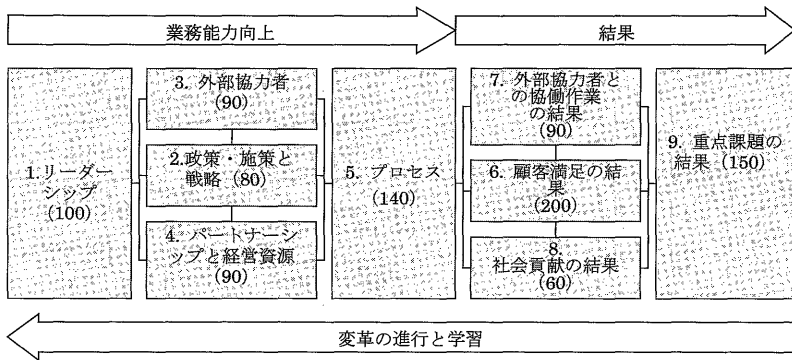 業務能力向上
結果
1.リーダー
シップ
(100)
3. 外部協力者
(90)
2.政策・施策と
戦略 (80)
4. パートナーシ
ップと経営資源
(90)
5. プロセス
(140)
7. 外部協力者と
の協働作業
の結果
(90)
6. 顧客満足の結
果
(200)
8.
社会貢献の結果
(60)
9. 重点課題の
結果 (150)
変革の進行と学習